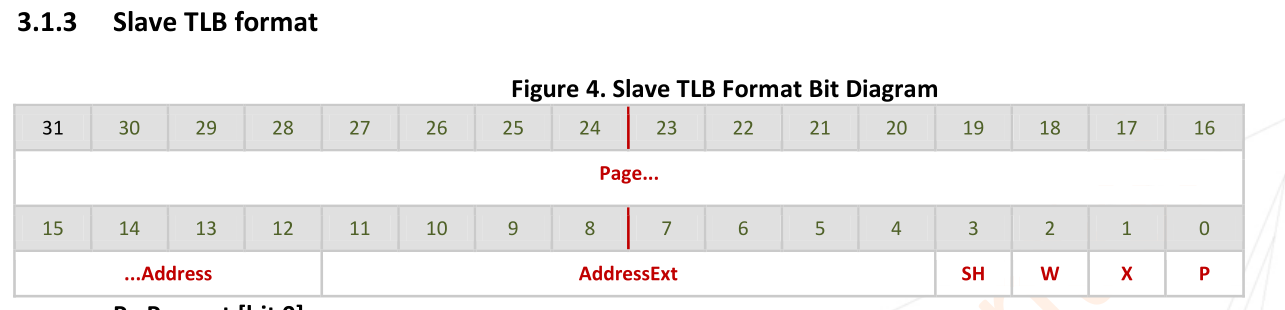 3.1.3 Slave TLB format
Figure 4. Slave TLB Format Bit Diagram
31 30 29 28 27 26 25 24 23 22 21 20 19 18 17 16
Page...
15 14 13 12 11 10 9 8 7 6 5 4 3 2 1 0
...Address AddressExt SH W X P